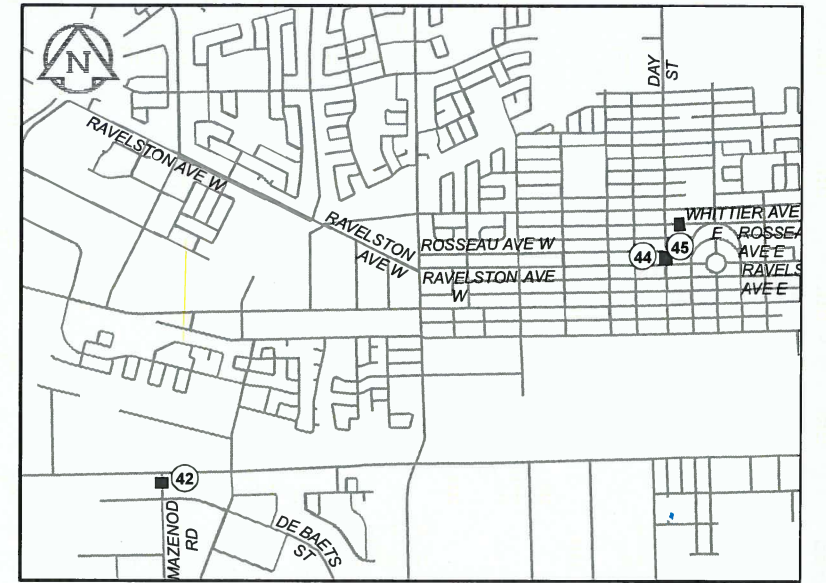 N
DAY
ST
RAVELSTON AVE W
RAVELSTON
AVE W
ROSSEAU AVE W
RAVELSTON AVE
W
WHITTIER AVE
E
ROSSEA
AVE E
RAVELS
AVE E
44
45
42
MAZENOD
RD
DE BAETS
ST